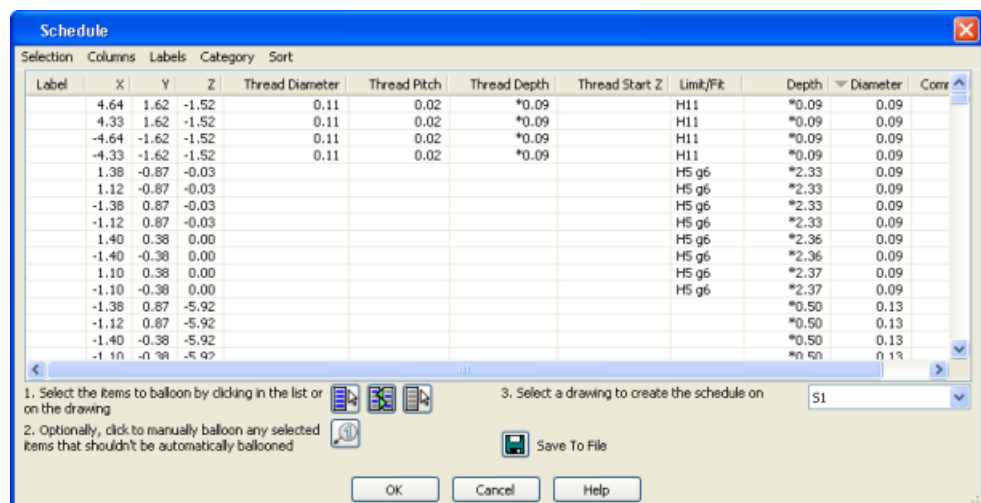 Schedule
Selection Columns Labels Category Sort
Label X Y Z Thread Diameter Thread Pitch Thread Depth Thread Start Z Limit/Fit Depth Diameter Comr
4.64 1.62 -1.52 0.11 0.02 *0.09 H11 *0.09 0.09
4.33 1.62 -1.52 0.11 0.02 *0.09 H11 *0.09 0.09
-4.64 -1.62 -1.52 0.11 0.02 *0.09 H11 *0.09 0.09
-4.33 -1.62 -1.52 0.11 0.02 *0.09 H11 *0.09 0.09
1.38 -0.87 -0.03 H5 g6 *2.33 0.09
1.12 -0.87 -0.03 H5 g6 *2.33 0.09
-1.38 0.87 -0.03 H5 g6 *2.33 0.09
-1.12 0.87 -0.03 H5 g6 *2.33 0.09
1.40 0.38 0.00 H5 g6 *2.36 0.09
-1.40 -0.38 0.00 H5 g6 *2.36 0.09
1.10 0.38 0.00 H5 g6 *2.37 0.09
-1.10 -0.38 0.00 H5 g6 *2.37 0.09
-1.38 0.87 -5.92 *0.50 0.13
-1.12 0.87 -5.92 *0.50 0.13
-1.40 -0.38 -5.92 *0.50 0.13
-1.10 -0.38 -5.92 *0.50 0.13
1. Select the items to balloon by clicking in the list or
on the drawing
3. Select a drawing to create the schedule on S1
2. Optionally, click to manually balloon any selected
items that shouldn't be automatically ballooned
Save To File
OK Cancel Help